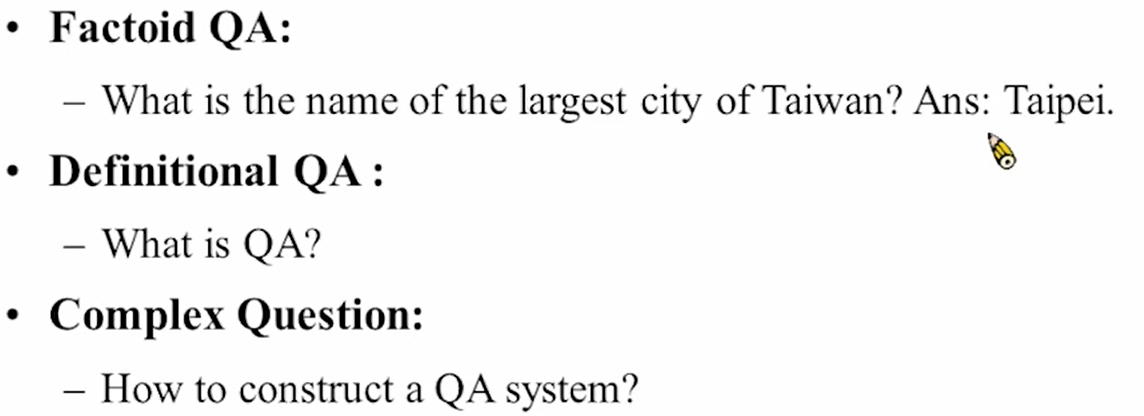 • Factoid QA:
– What is the name of the largest city of Taiwan? Ans: Taipei.
• Definitional QA :
– What is QA?
• Complex Question:
– How to construct a QA system?